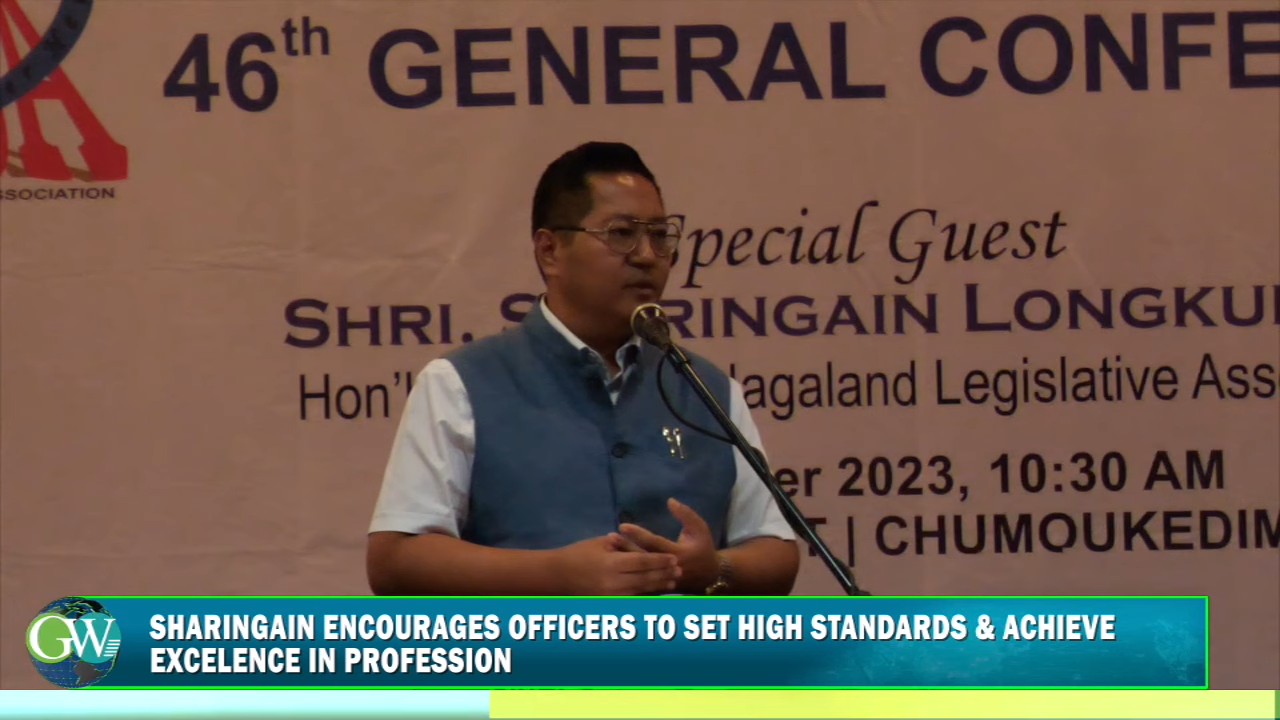 46th GENERAL CONFE
SSOCIATION
Special Guest
SHRI. S RINGAIN LONGKU
Hon' agaland Legislative Ass
er 2023, 10:30 AM
T | CHUMOUKEDIM
GW
SHARINGAIN ENCOURAGES OFFICERS TO SET HIGH STANDARDS & ACHIEVE
EXCELENCE IN PROFESSION